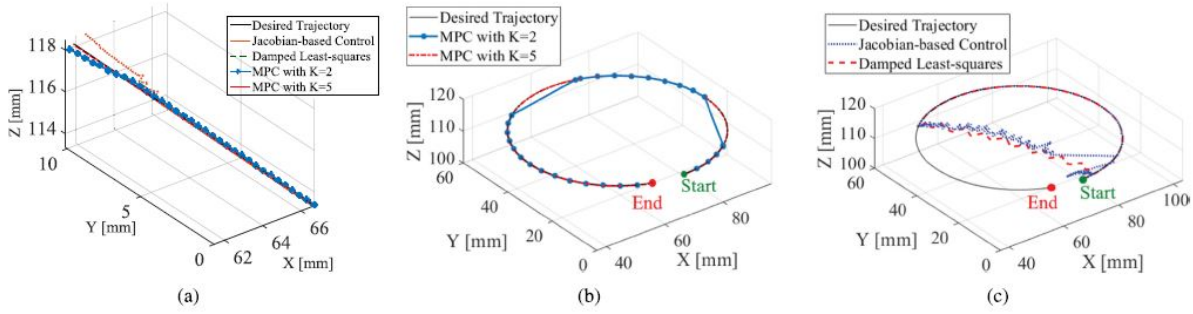 Desired Trajectory
Jacobian-based Control
Damped Least-squares
MPC with K=2
MPC with K=5
118
116
114
Z [mm]
10
5
0
Y [mm]
62
64
66
X [mm]
(a)
Desired Trajectory
MPC with K=2
MPC with K=5
120
110
100
Z [mm]
60
40
20
0
Y [mm]
40
60
80
X [mm]
End
Start
(b)
Desired Trajectory
Jacobian-based Control
Damped Least-squares
120
110
100
Z [mm]
60
40
20
0
Y [mm]
40
60
80
100
X [mm]
End
Start
(c)